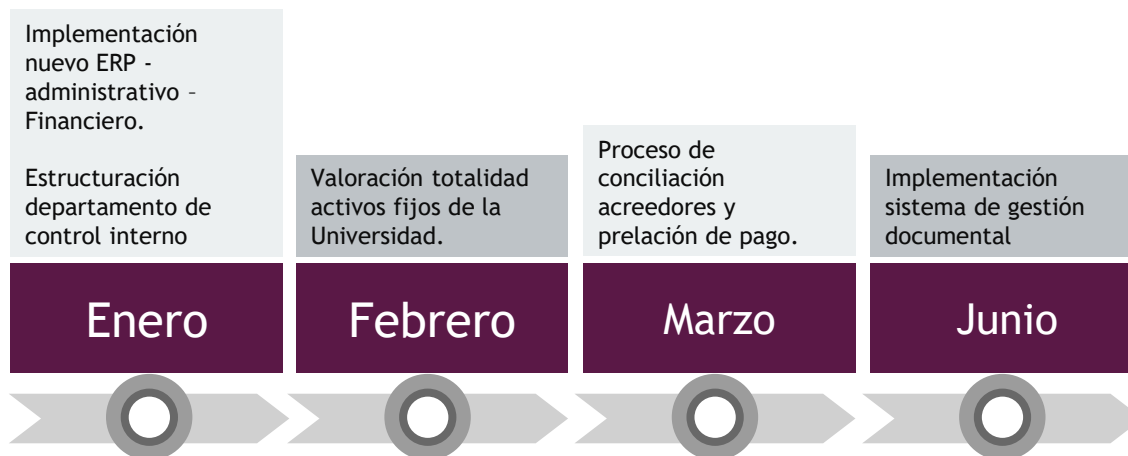 Implementación
nuevo ERP -
administrativo –
Financiero.
Estructuración
departamento de
control interno
Enero
Valoración totalidad
activos fijos de la
Universidad.
Febrero
Proceso de
conciliación
acreedores y
prelación de pago.
Marzo
Implementación
sistema de gestión
documental
Junio